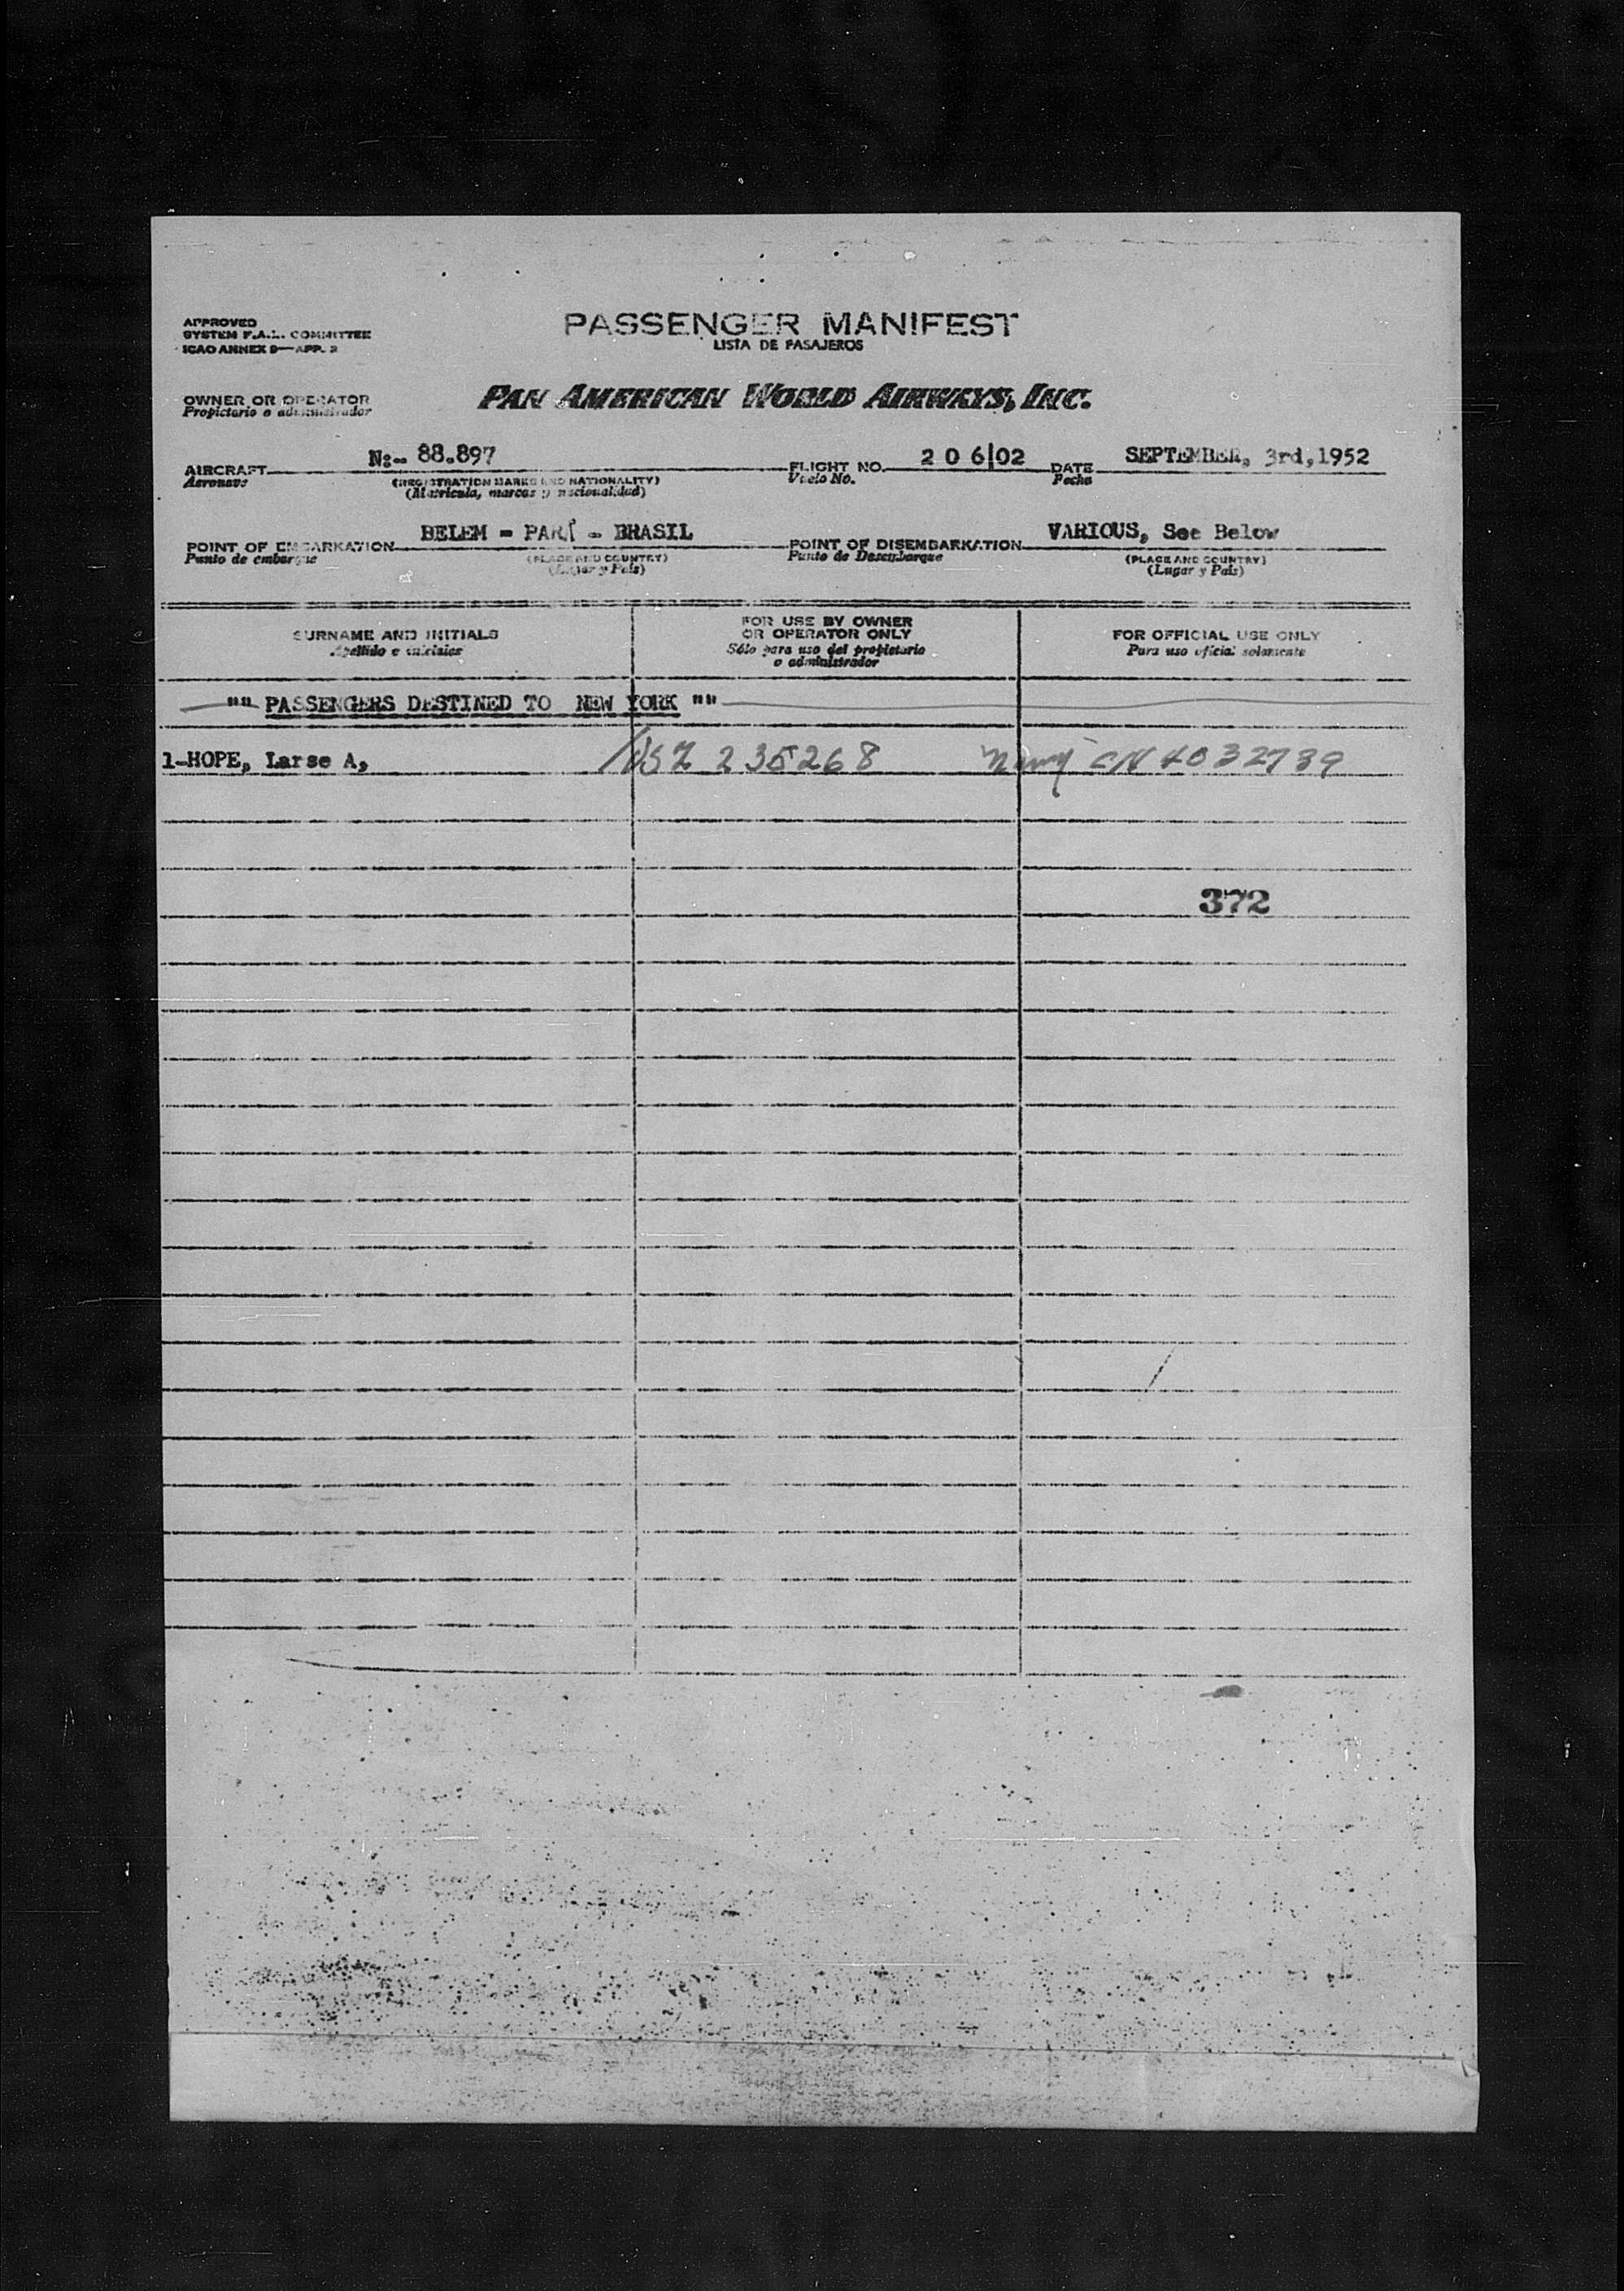 APPROVED
SYSTEM F.A.L. COMMITTEE
ICAO ANNEX 9—APP. 2
PASSENGER MANIFEST
LISTA DE PASAJEROS
OWNER OR OPERATOR
Propietario o administrador
PAN AMERICAN WORLD AIRWAYS, INC.
AIRCRAFT N:-- 88.897 FLIGHT NO. 2 0 6|02 DATE SEPTEMBER, 3rd,1952
Aeronave (REGISTRATION MARKS AND NATIONALITY) Vuelo No. Fecha
(Matricula, marcas y nacionalidad)
POINT OF EMBARKATION BELEM - PARÁ - BRASIL POINT OF DISEMBARKATION VARIOUS, See Below
Punto de embarque (PLACE AND COUNTRY) Punto de Desembarque (PLACE AND COUNTRY)
(Lugar y País) (Lugar y País)
SURNAME AND INITIALS FOR USE BY OWNER OR OPERATOR ONLY FOR OFFICIAL USE ONLY
Apellido e iniciales Sólo para uso del propietario o administrador Para uso oficial solamente
"" PASSENGERS DESTINED TO NEW YORK ""
1-HOPE, Larse A, 235268 CN 4032739
372